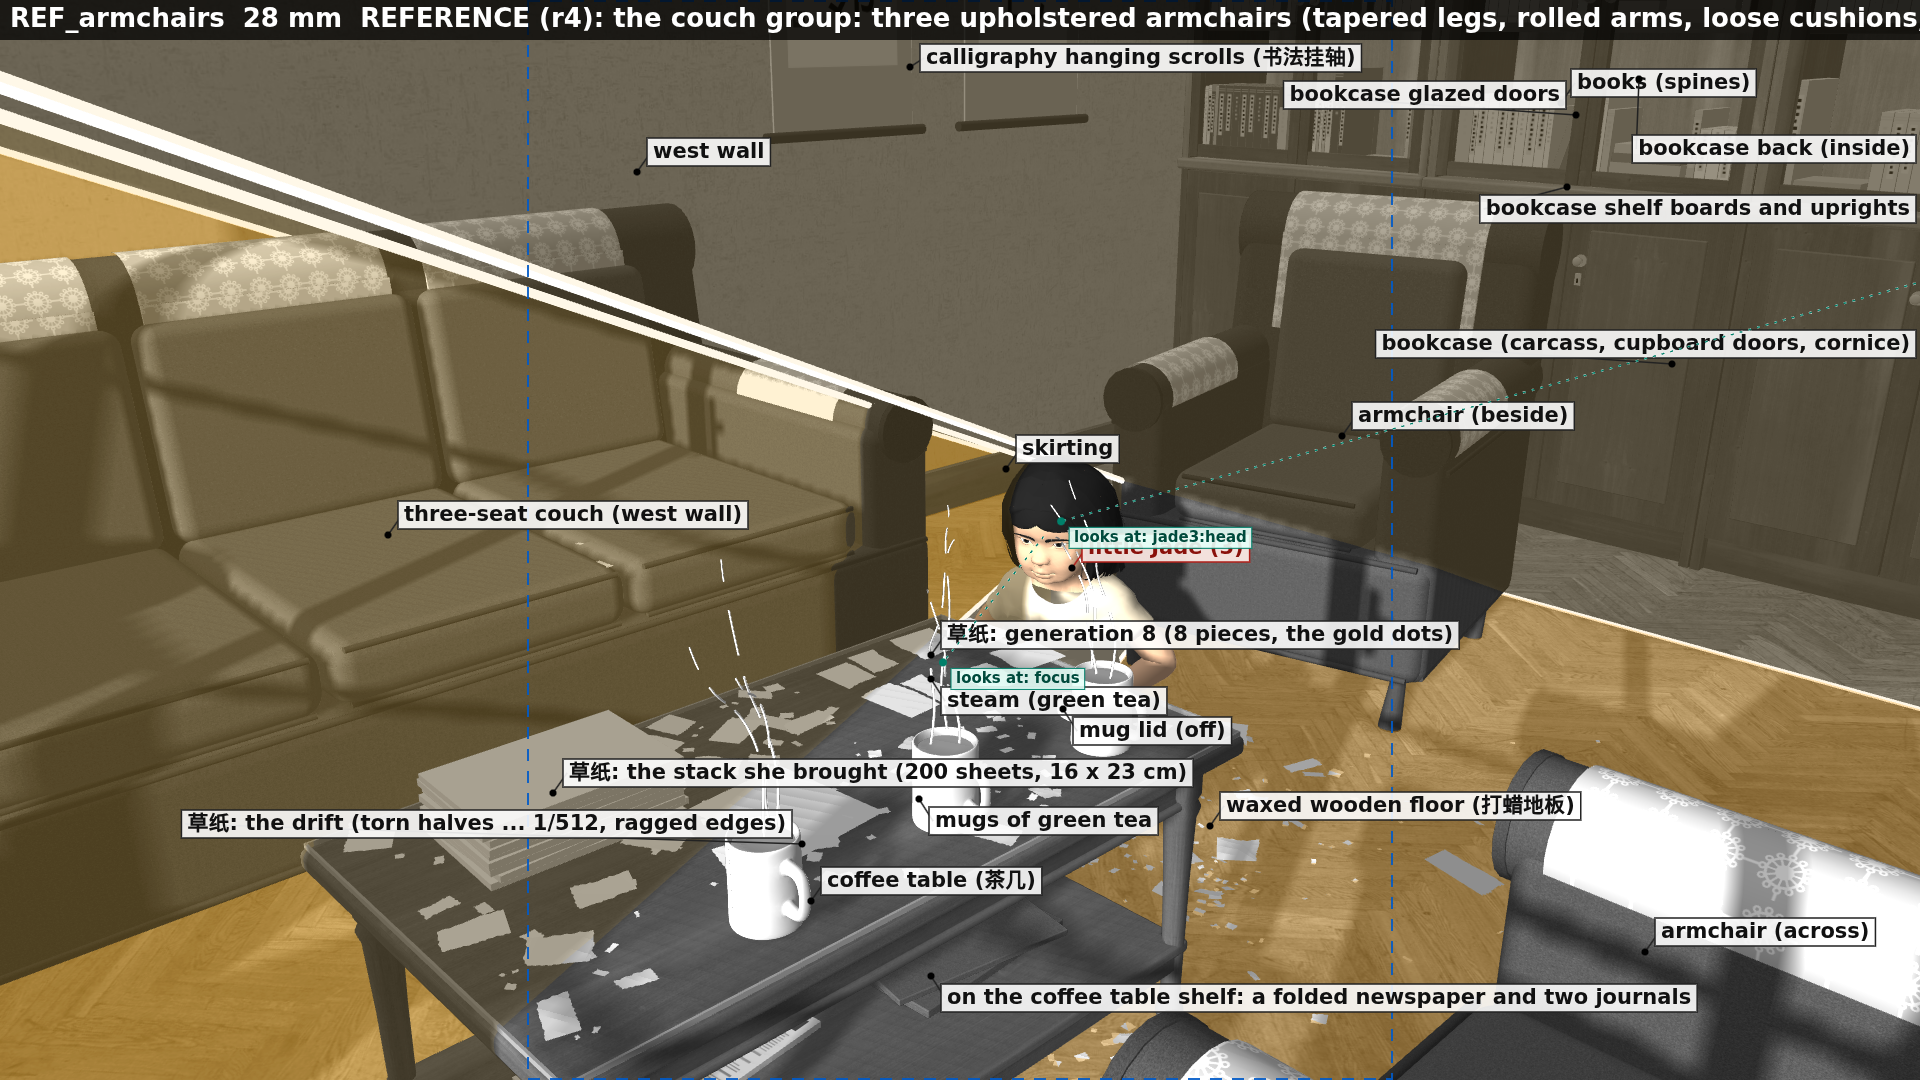 REF_armchairs 28 mm REFERENCE (r4): the couch group: three upholstered armchairs (tapered legs, rolled arms, loose cushions,
calligraphy hanging scrolls (书法挂轴)
books (spines)
bookcase glazed doors
west wall
bookcase back (inside)
bookcase shelf boards and uprights
bookcase (carcass, cupboard doors, cornice)
armchair (beside)
skirting
three-seat couch (west wall)
looks at: jade3:head
little jade (3)
草纸: generation 8 (8 pieces, the gold dots)
looks at: focus
steam (green tea)
mug lid (off)
草纸: the stack she brought (200 sheets, 16 x 23 cm)
waxed wooden floor (打蜡地板)
草纸: the drift (torn halves ... 1/512, ragged edges)
mugs of green tea
coffee table (茶几)
armchair (across)
on the coffee table shelf: a folded newspaper and two journals